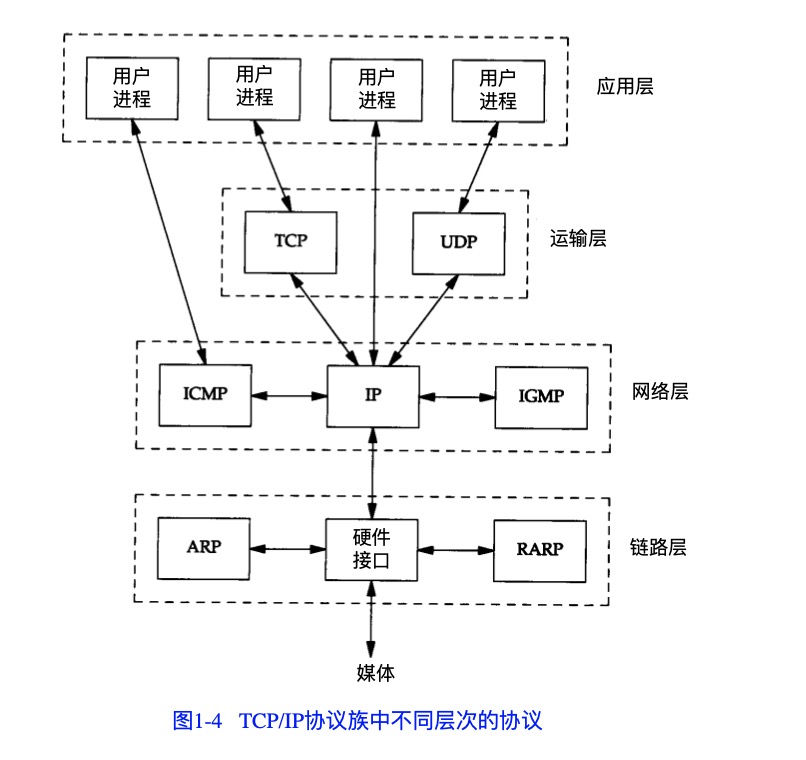 用户
进程
用户
进程
用户
进程
用户
进程
应用层
TCP
UDP
运输层
ICMP
IP
IGMP
网络层
ARP
硬件
接口
RARP
链路层
媒体
图1-4 TCP/IP协议族中不同层次的协议